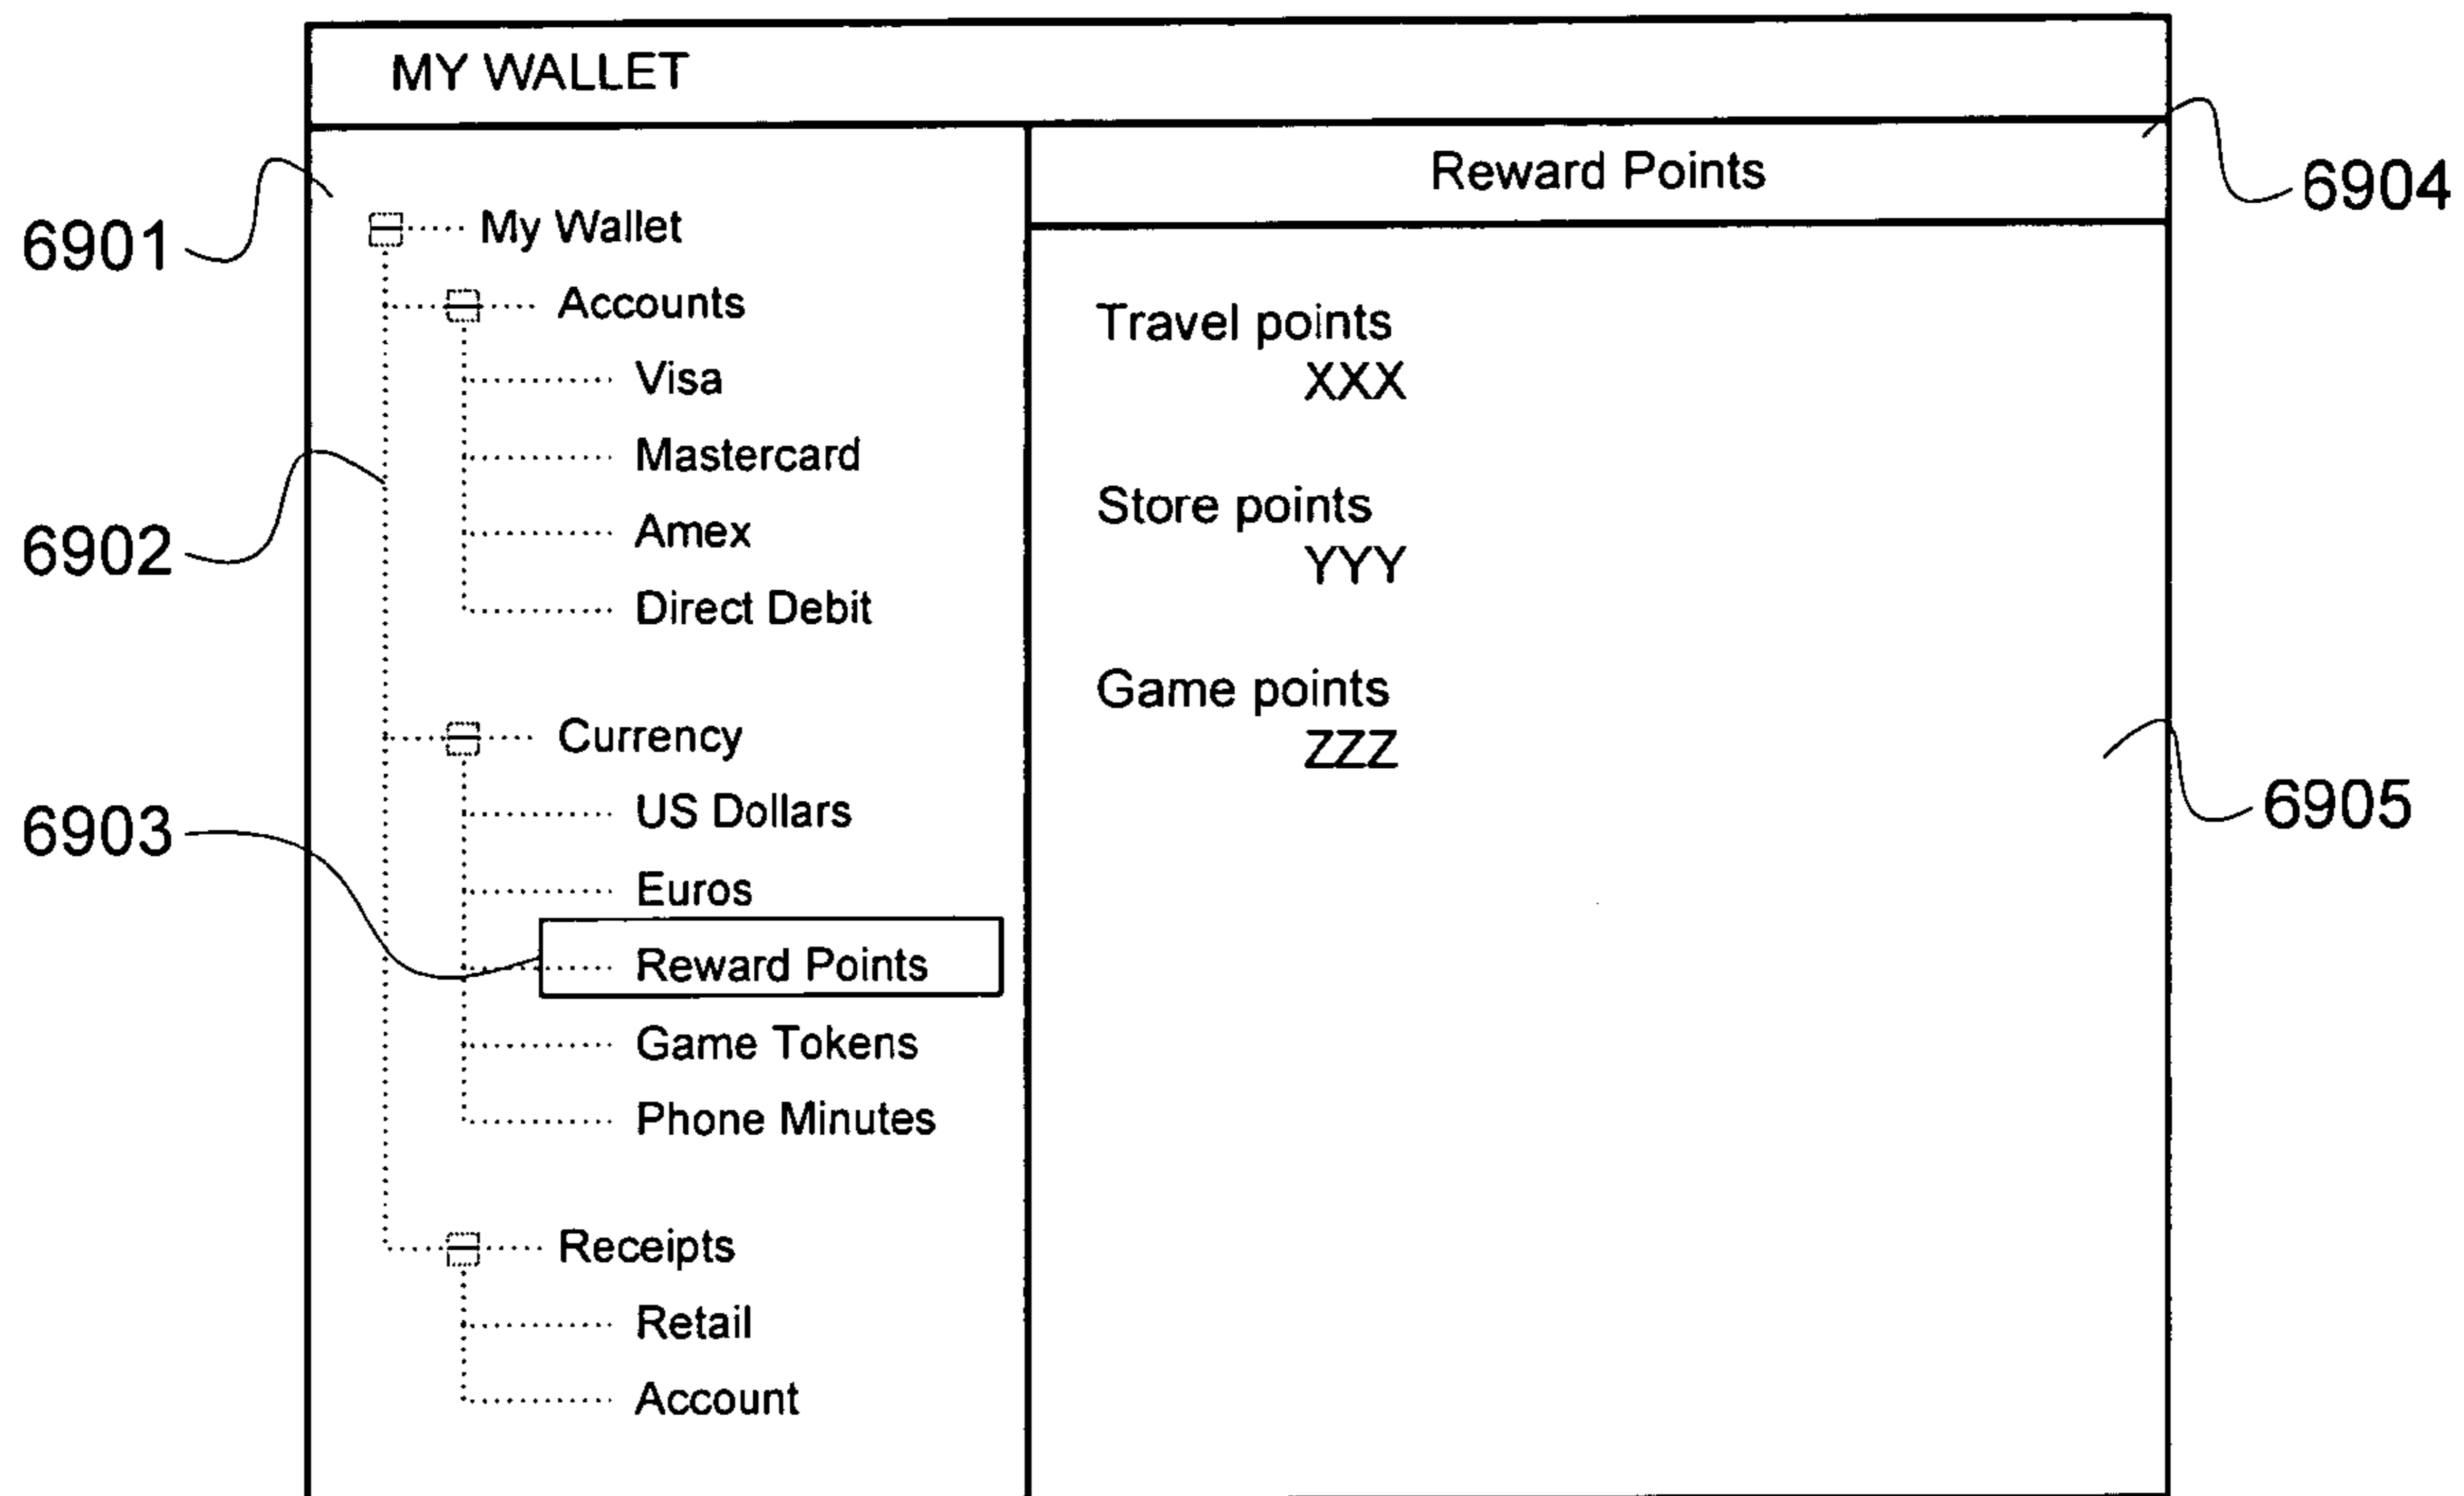 MY WALLET
6901
6902
6903
My Wallet
Accounts
Visa
Mastercard
Amex
Direct Debit
Currency
US Dollars
Euros
Reward Points
Game Tokens
Phone Minutes
Receipts
Retail
Account
Reward Points
Travel points
XXX
Store points
YYY
Game points
ZZZ
6904
6905